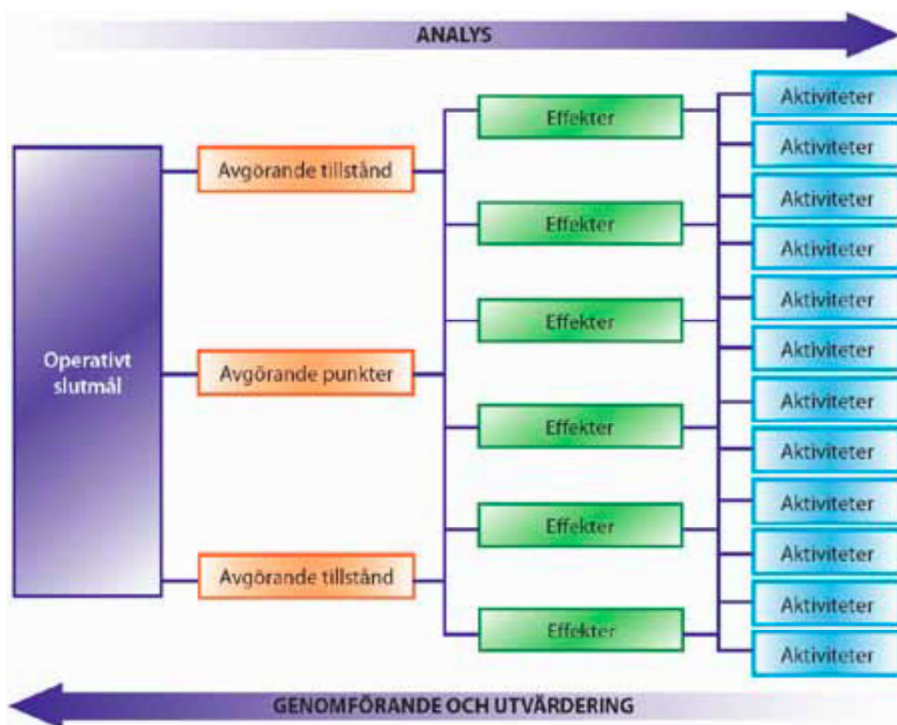 ANALYS
Operativt
slutmål
Avgörande tillstånd
Avgörande punkter
Avgörande tillstånd
Effekter
Effekter
Effekter
Effekter
Effekter
Effekter
Aktiviteter
Aktiviteter
Aktiviteter
Aktiviteter
Aktiviteter
Aktiviteter
Aktiviteter
Aktiviteter
Aktiviteter
Aktiviteter
Aktiviteter
Aktiviteter
GENOMFÖRANDE OCH UTVÄRDERING